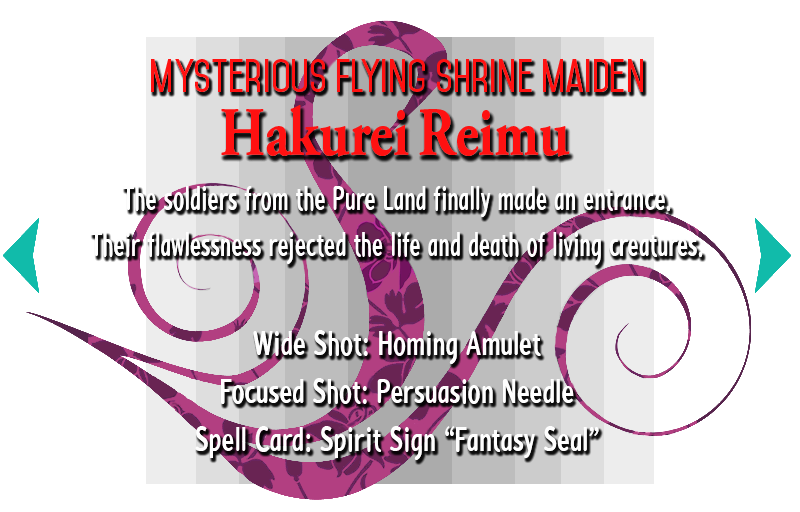 MYSTERIOUS FLYING SHRINE MAIDEN
Hakurei Reimu
The soldiers from the Pure Land finally made an entrance,
Their flawlessness rejected the life and death of living creatures.
Wide Shot: Homing Amulet
Focused Shot: Persuasion Needle
Spell Card: Spirit Sign “Fantasy Seal”